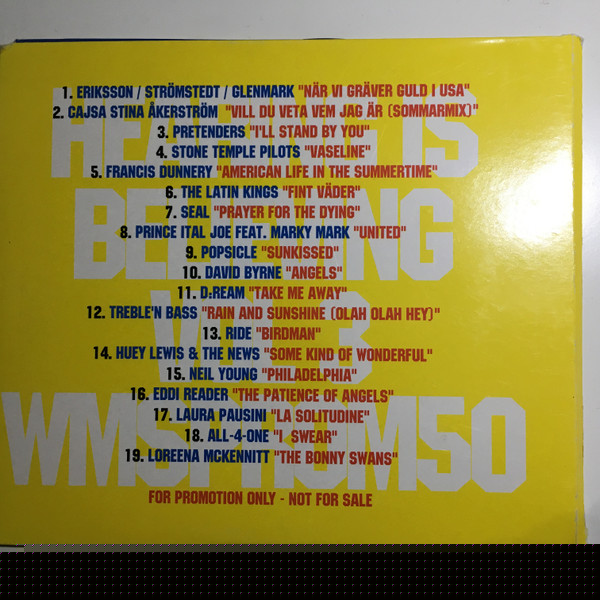 HEARING IS
BELIEVING
VOL 3
WMSPROM50
1. ERIKSSON / STRÖMSTEDT / GLENMARK "NÄR VI GRÄVER GULD I USA"
2. CAJSA STINA ÅKERSTRÖM "VILL DU VETA VEM JAG ÄR (SOMMARMIX)"
3. PRETENDERS "I'LL STAND BY YOU"
4. STONE TEMPLE PILOTS "VASELINE"
5. FRANCIS DUNNERY "AMERICAN LIFE IN THE SUMMERTIME"
6. THE LATIN KINGS "FINT VÄDER"
7. SEAL "PRAYER FOR THE DYING"
8. PRINCE ITAL JOE FEAT. MARKY MARK "UNITED"
9. POPSICLE "SUNKISSED"
10. DAVID BYRNE "ANGELS"
11. D:REAM "TAKE ME AWAY"
12. TREBLE'N BASS "RAIN AND SUNSHINE (OLAH OLAH HEY)"
13. RIDE "BIRDMAN"
14. HUEY LEWIS & THE NEWS "SOME KIND OF WONDERFUL"
15. NEIL YOUNG "PHILADELPHIA"
16. EDDI READER "THE PATIENCE OF ANGELS"
17. LAURA PAUSINI "LA SOLITUDINE"
18. ALL-4-ONE "I SWEAR"
19. LOREENA MCKENNITT "THE BONNY SWANS"
FOR PROMOTION ONLY - NOT FOR SALE